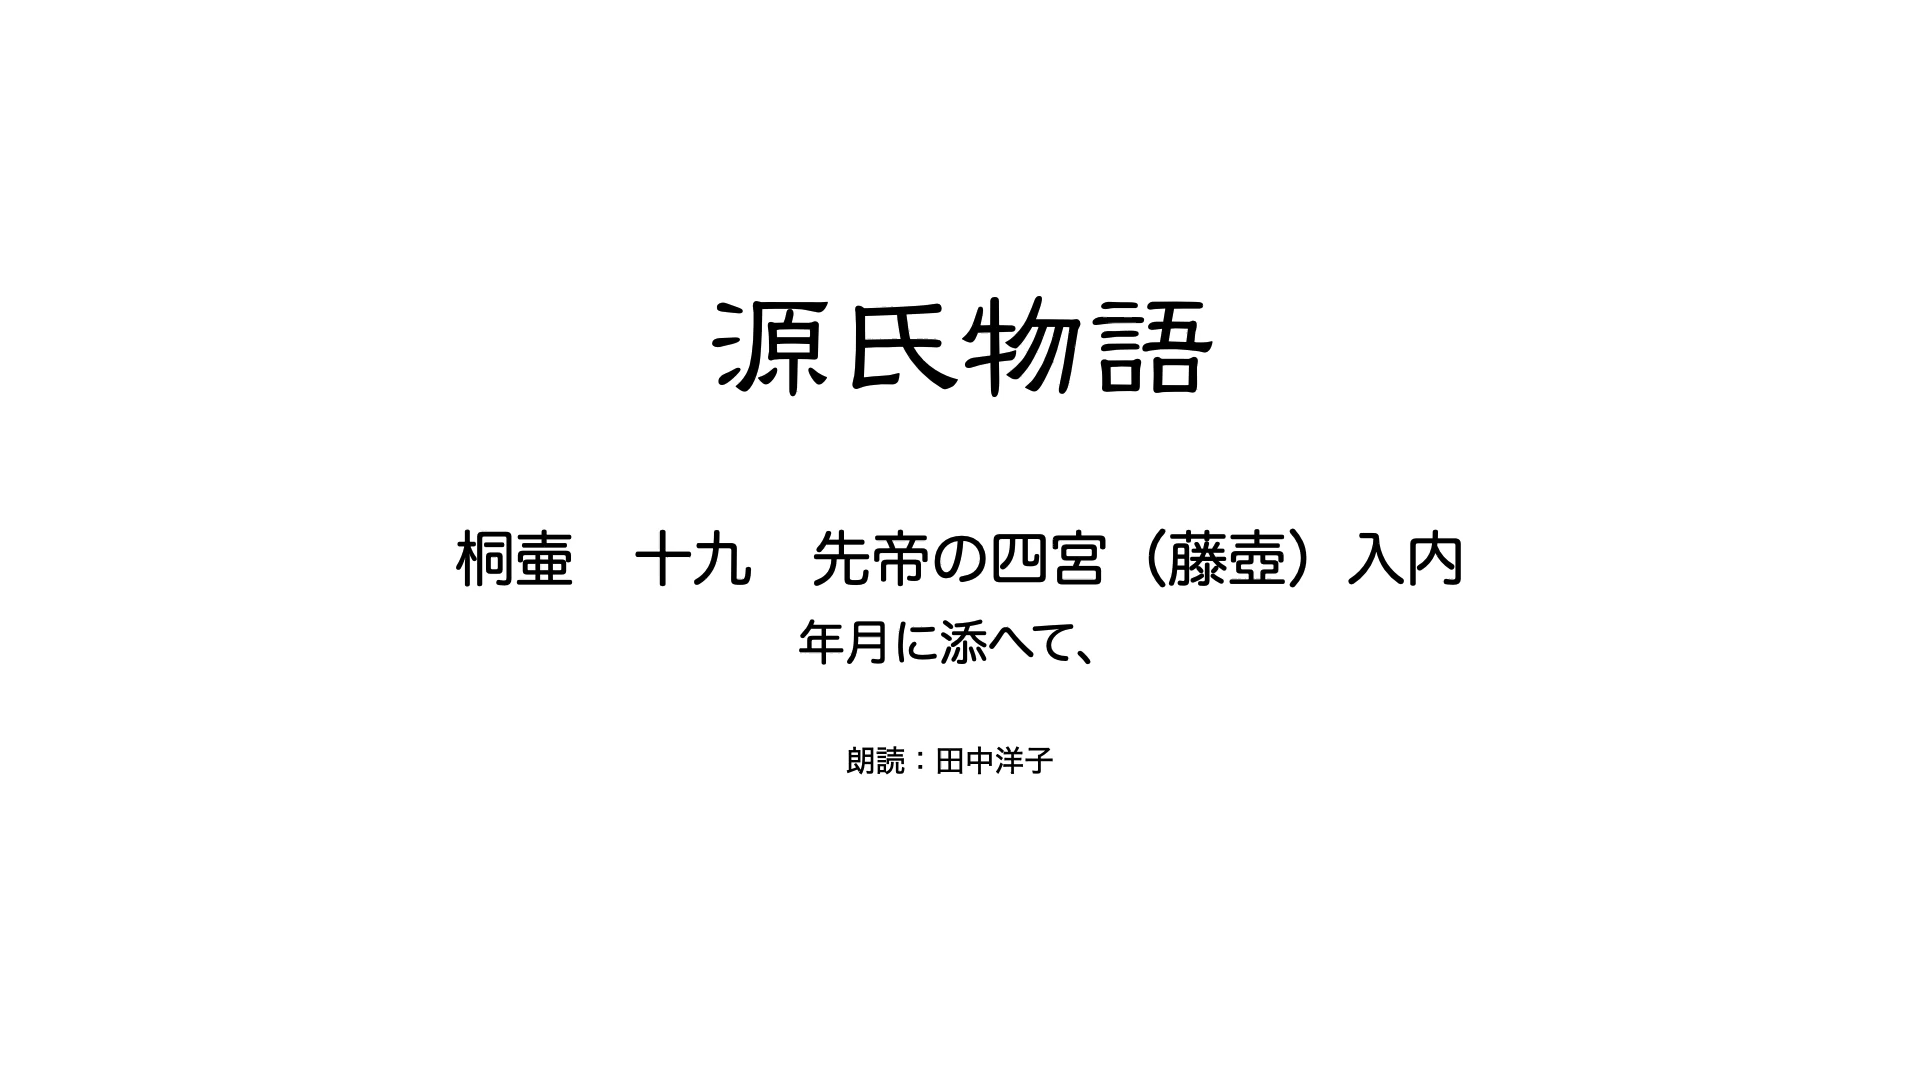 源氏物語
桐壷　十九　先帝の四宮（藤壺）入内
年月に添へて、
朗読：田中洋子